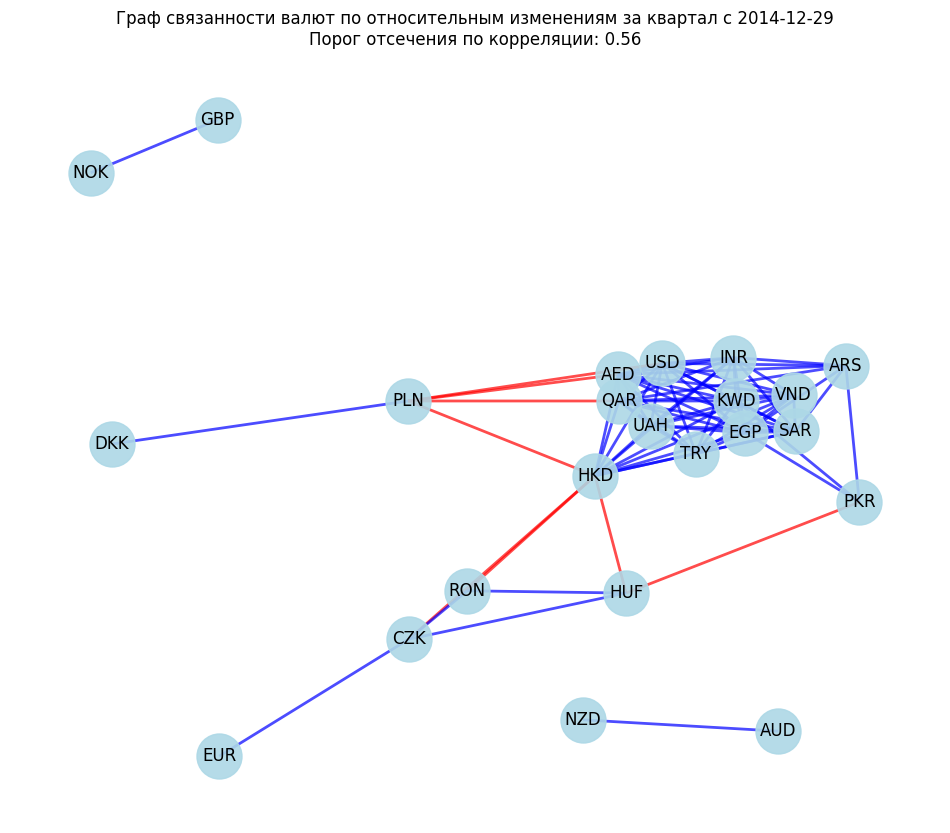 Граф связанности валют по относительным изменениям за квартал с 2014-12-29
Порог отсечения по корреляции: 0.56
GBP
NOK
USD
INR
ARS
AED
QAR
KWD
VND
PLN
UAH
EGP
SAR
DKK
TRY
HKD
PKR
RON
HUF
CZK
NZD
AUD
EUR